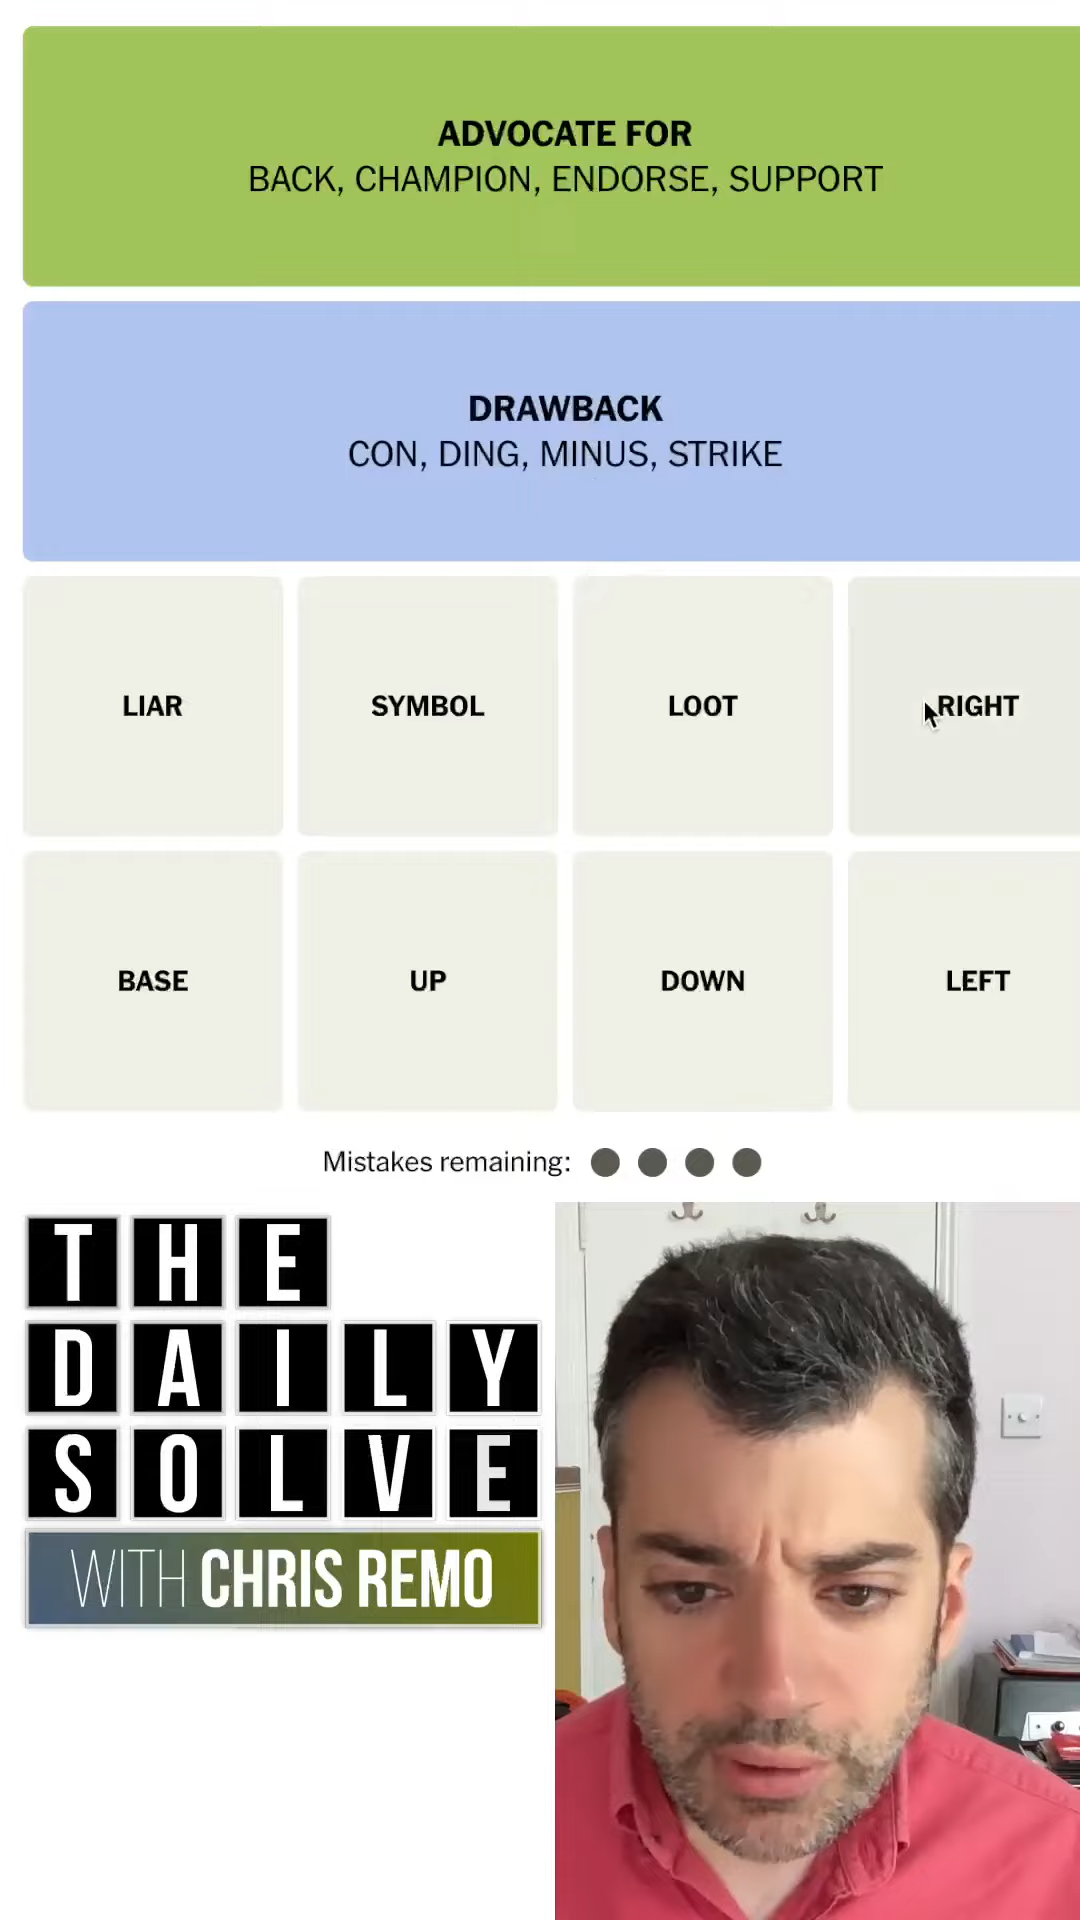 ADVOCATE FOR
BACK, CHAMPION, ENDORSE, SUPPORT
DRAWBACK
CON, DING, MINUS, STRIKE
LIAR SYMBOL LOOT RIGHT
BASE UP DOWN LEFT
Mistakes remaining:
THE
DAILY
SOLVE
WITH CHRIS REMO